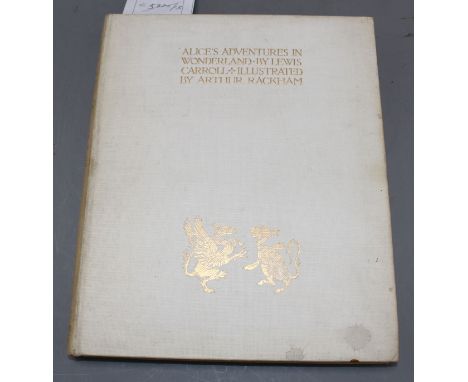 ALICE'S ADVENTURES IN
WONDERLAND·BY LEWIS
CARROLL✢ILLUSTRATED
BY ARTHUR RACKHAM